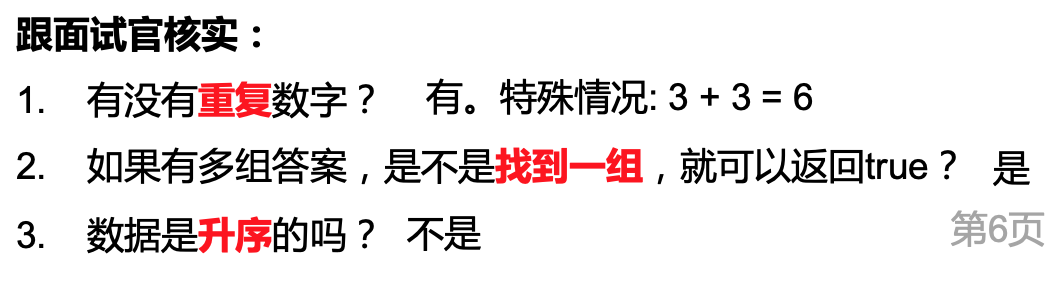 跟面试官核实：
1. 有没有重复数字？ 有。特殊情况: 3 + 3 = 6
2. 如果有多组答案，是不是找到一组，就可以返回true？ 是
3. 数据是升序的吗？ 不是
第6页